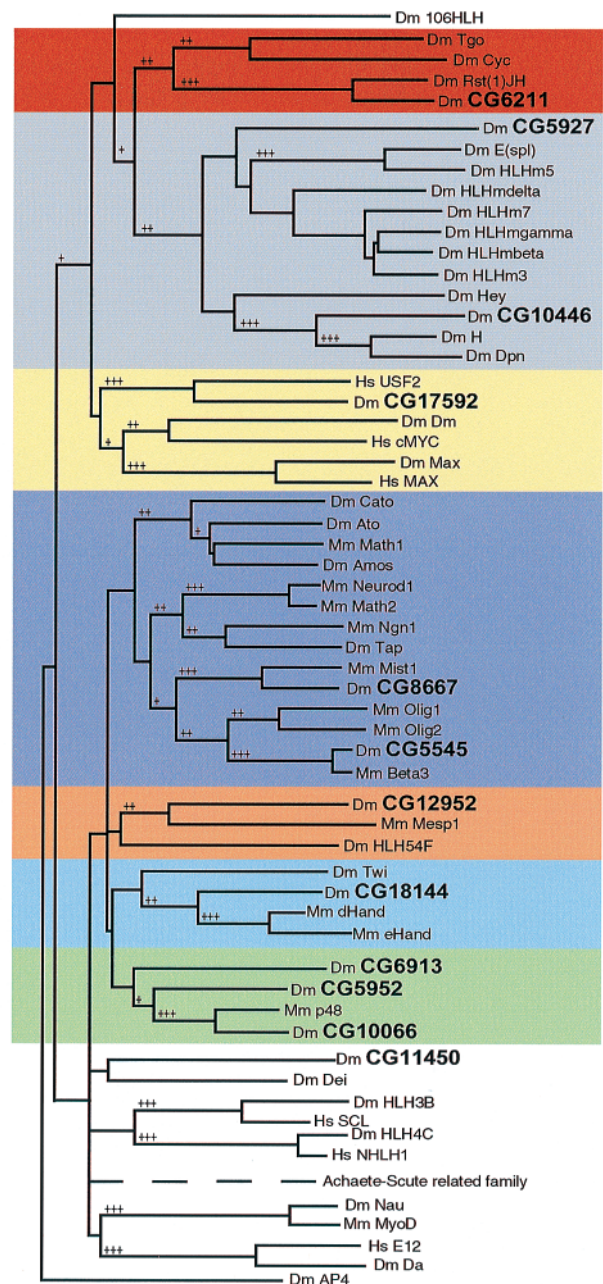 Dm 106HLH
++
Dm Tgo
++
Dm Cyc
+++
Dm Rst(1)JH
Dm CG6211
Dm CG5927
+
+++
Dm E(spl)
Dm HLHm5
Dm HLHmdelta
Dm HLHm7
++
Dm HLHmgamma
Dm HLHmbeta
+
Dm HLHm3
Dm Hey
+++
Dm CG10446
+++
Dm H
Dm Dpn
+++
Hs USF2
Dm CG17592
++
Dm Dm
+
Hs cMYC
+++
Dm Max
Hs MAX
++
Dm Cato
+
Dm Ato
Mm Math1
Dm Amos
+++
Mm Neurod1
++
Mm Math2
++
Mm Ngn1
Dm Tap
+++
Mm Mist1
Dm CG8667
+
++
Mm Olig1
++
Mm Olig2
+++
Dm CG5545
Mm Beta3
++
Dm CG12952
Mm Mesp1
Dm HLH54F
Dm Twi
++
Dm CG18144
+++
Mm dHand
Mm eHand
Dm CG6913
+
Dm CG5952
+++
Mm p48
Dm CG10066
Dm CG11450
Dm Dei
+++
Dm HLH3B
Hs SCL
+++
Dm HLH4C
Hs NHLH1
Achaete-Scute related family
+++
Dm Nau
Mm MyoD
+++
Hs E12
Dm Da
Dm AP4